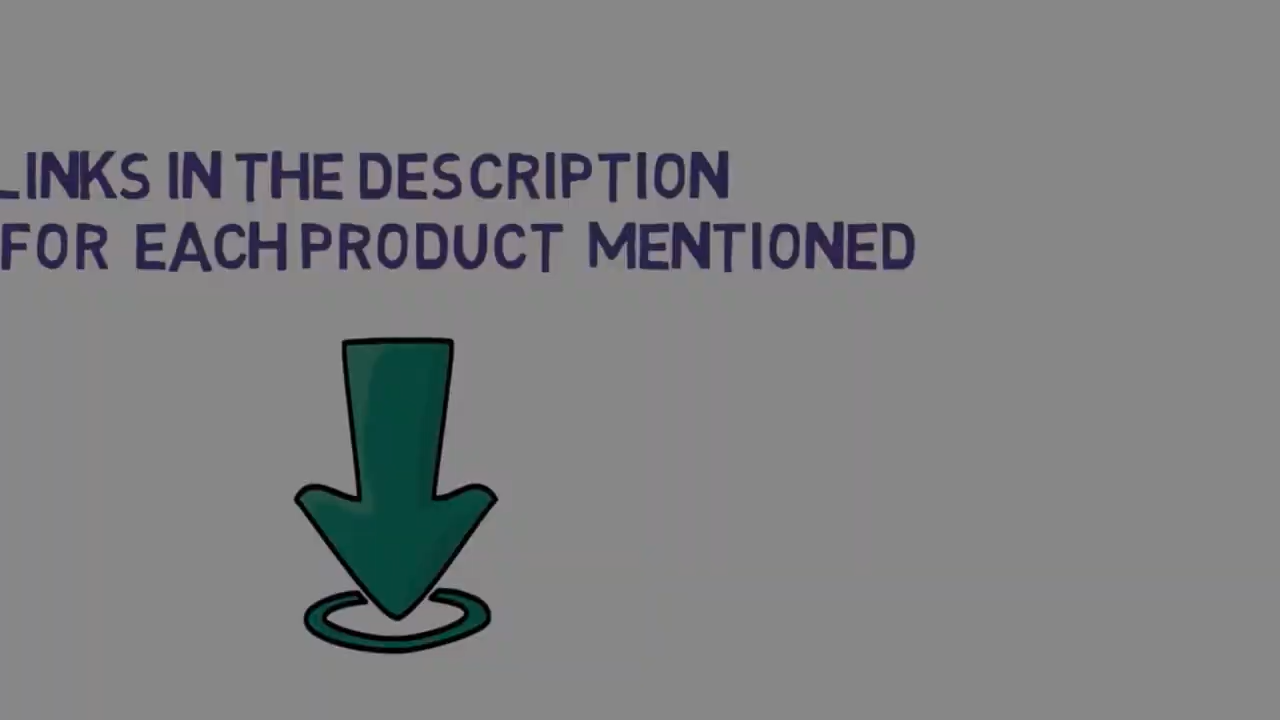 LINKS IN THE DESCRIPTION
FOR EACH PRODUCT MENTIONED